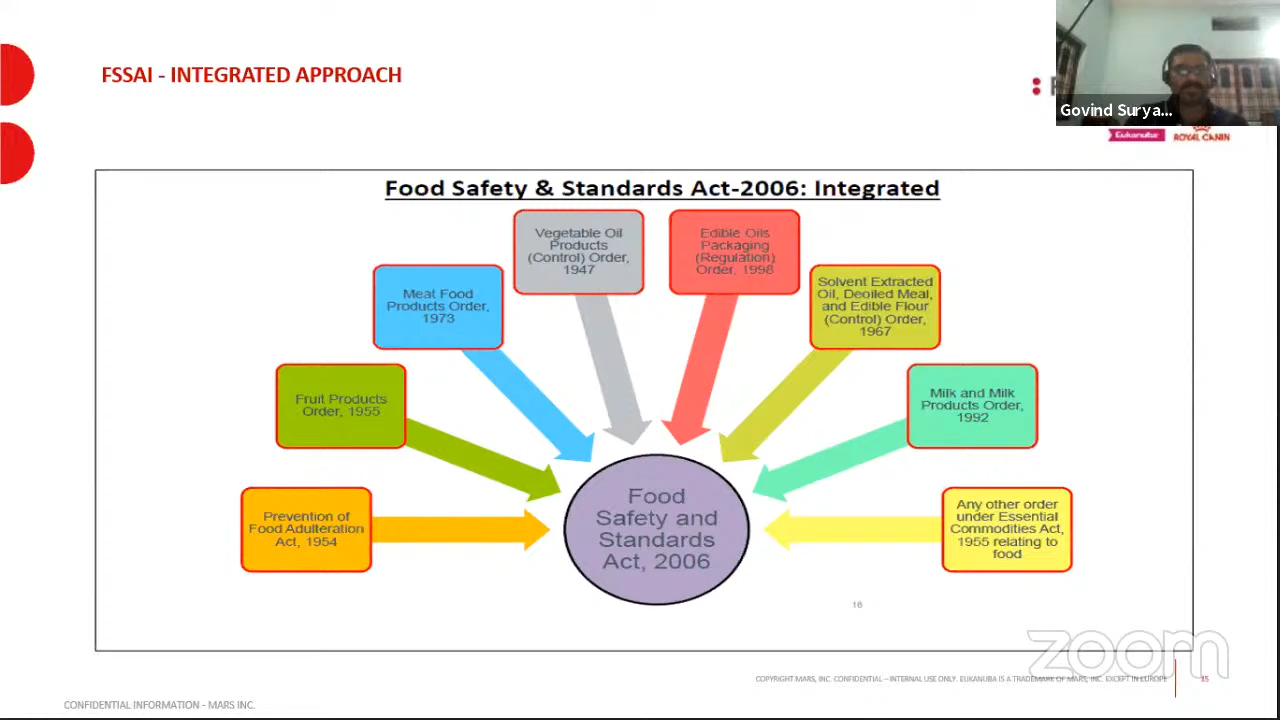 FSSAI - INTEGRATED APPROACH
Govind Surya...
Eukanuba
ROYAL CANIN
Food Safety & Standards Act-2006: Integrated
Vegetable Oil
Products
(Control) Order,
1947
Edible Oils
Packaging
(Regulation)
Order, 1998
Meat Food
Products Order,
1973
Solvent Extracted
Oil, Deoiled Meal,
and Edible Flour
(Control) Order,
1967
Fruit Products
Order, 1955
Milk and Milk
Products Order,
1992
Prevention of
Food Adulteration
Act, 1954
Food
Safety and
Standards
Act, 2006
Any other order
under Essential
Commodities Act,
1955 relating to
food
16
zoom
COPYRIGHT MARS, INC. CONFIDENTIAL – INTERNAL USE ONLY. EUKANUBA IS A TRADEMARK OF MARS, INC. EXCEPT IN EUROPE
15
CONFIDENTIAL INFORMATION - MARS INC.